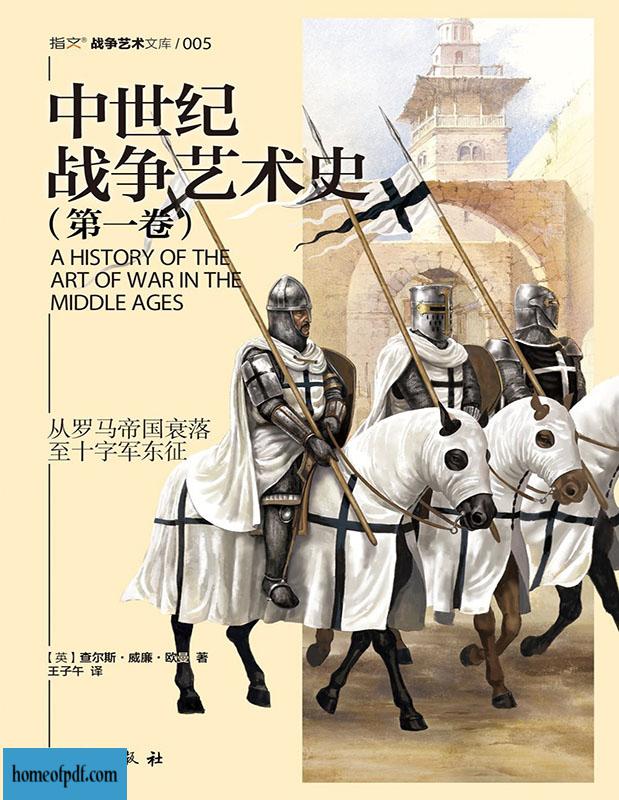 指文® 战争艺术文库 / 005
中世纪
战争艺术史
（第一卷）
A HISTORY OF THE
ART OF WAR IN THE
MIDDLE AGES
从罗马帝国衰落
至十字军东征
【英】查尔斯·威廉·欧曼 著
王子午 译
社
homeofpdf.com